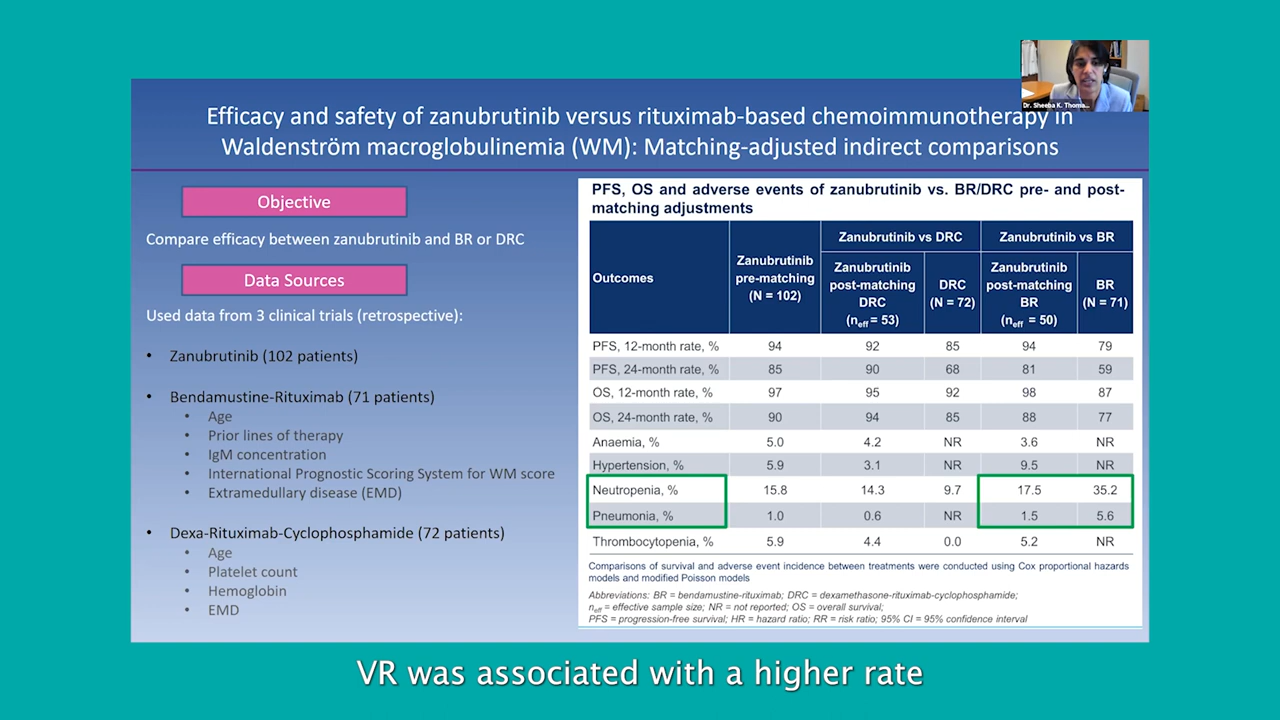 Dr. Sheeba K. Thoma...
Efficacy and safety of zanubrutinib versus rituximab-based chemoimmunotherapy in
Waldenström macroglobulinemia (WM): Matching-adjusted indirect comparisons
Objective
Compare efficacy between zanubrutinib and BR or DRC
Data Sources
Used data from 3 clinical trials (retrospective):
• Zanubrutinib (102 patients)
• Bendamustine-Rituximab (71 patients)
• Age
• Prior lines of therapy
• IgM concentration
• International Prognostic Scoring System for WM score
• Extramedullary disease (EMD)
• Dexa-Rituximab-Cyclophosphamide (72 patients)
• Age
• Platelet count
• Hemoglobin
• EMD
PFS, OS and adverse events of zanubrutinib vs. BR/DRC pre- and post-
matching adjustments
Zanubrutinib vs DRC Zanubrutinib vs BR
Outcomes
Zanubrutinib
pre-matching
(N = 102)
Zanubrutinib
post-matching
DRC
(neff = 53)
DRC
(N = 72)
Zanubrutinib
post-matching
BR
(neff = 50)
BR
(N = 71)
PFS, 12-month rate, % 94 92 85 94 79
PFS, 24-month rate, % 85 90 68 81 59
OS, 12-month rate, % 97 95 92 98 87
OS, 24-month rate, % 90 94 85 88 77
Anaemia, % 5.0 4.2 NR 3.6 NR
Hypertension, % 5.9 3.1 NR 9.5 NR
Neutropenia, % 15.8 14.3 9.7 17.5 35.2
Pneumonia, % 1.0 0.6 NR 1.5 5.6
Thrombocytopenia, % 5.9 4.4 0.0 5.2 NR
Comparisons of survival and adverse event incidence between treatments were conducted using Cox proportional hazards
models and modified Poisson models
Abbreviations: BR = bendamustine-rituximab; DRC = dexamethasone-rituximab-cyclophosphamide;
neff = effective sample size; NR = not reported; OS = overall survival;
PFS = progression-free survival; HR = hazard ratio; RR = risk ratio; 95% CI = 95% confidence interval
VR was associated with a higher rate